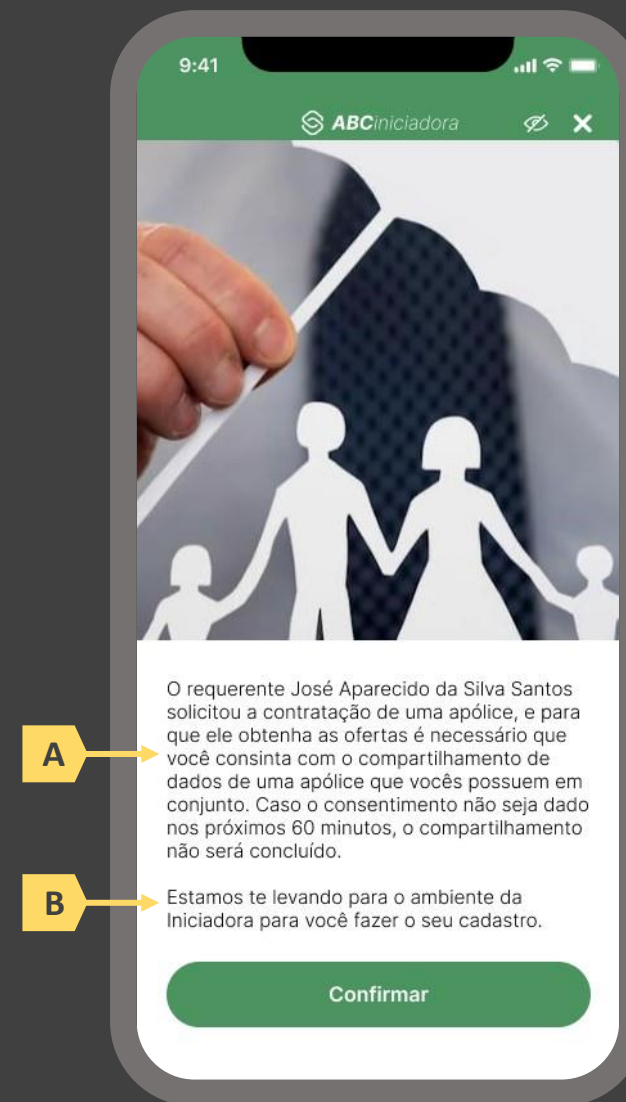 9:41
ABCiniciadora
O requerente José Aparecido da Silva Santos
solicitou a contratação de uma apólice, e para
que ele obtenha as ofertas é necessário que
você consinta com o compartilhamento de
dados de uma apólice que vocês possuem em
conjunto. Caso o consentimento não seja dado
nos próximos 60 minutos, o compartilhamento
não será concluído.
A
Estamos te levando para o ambiente da
Iniciadora para você fazer o seu cadastro.
B
Confirmar